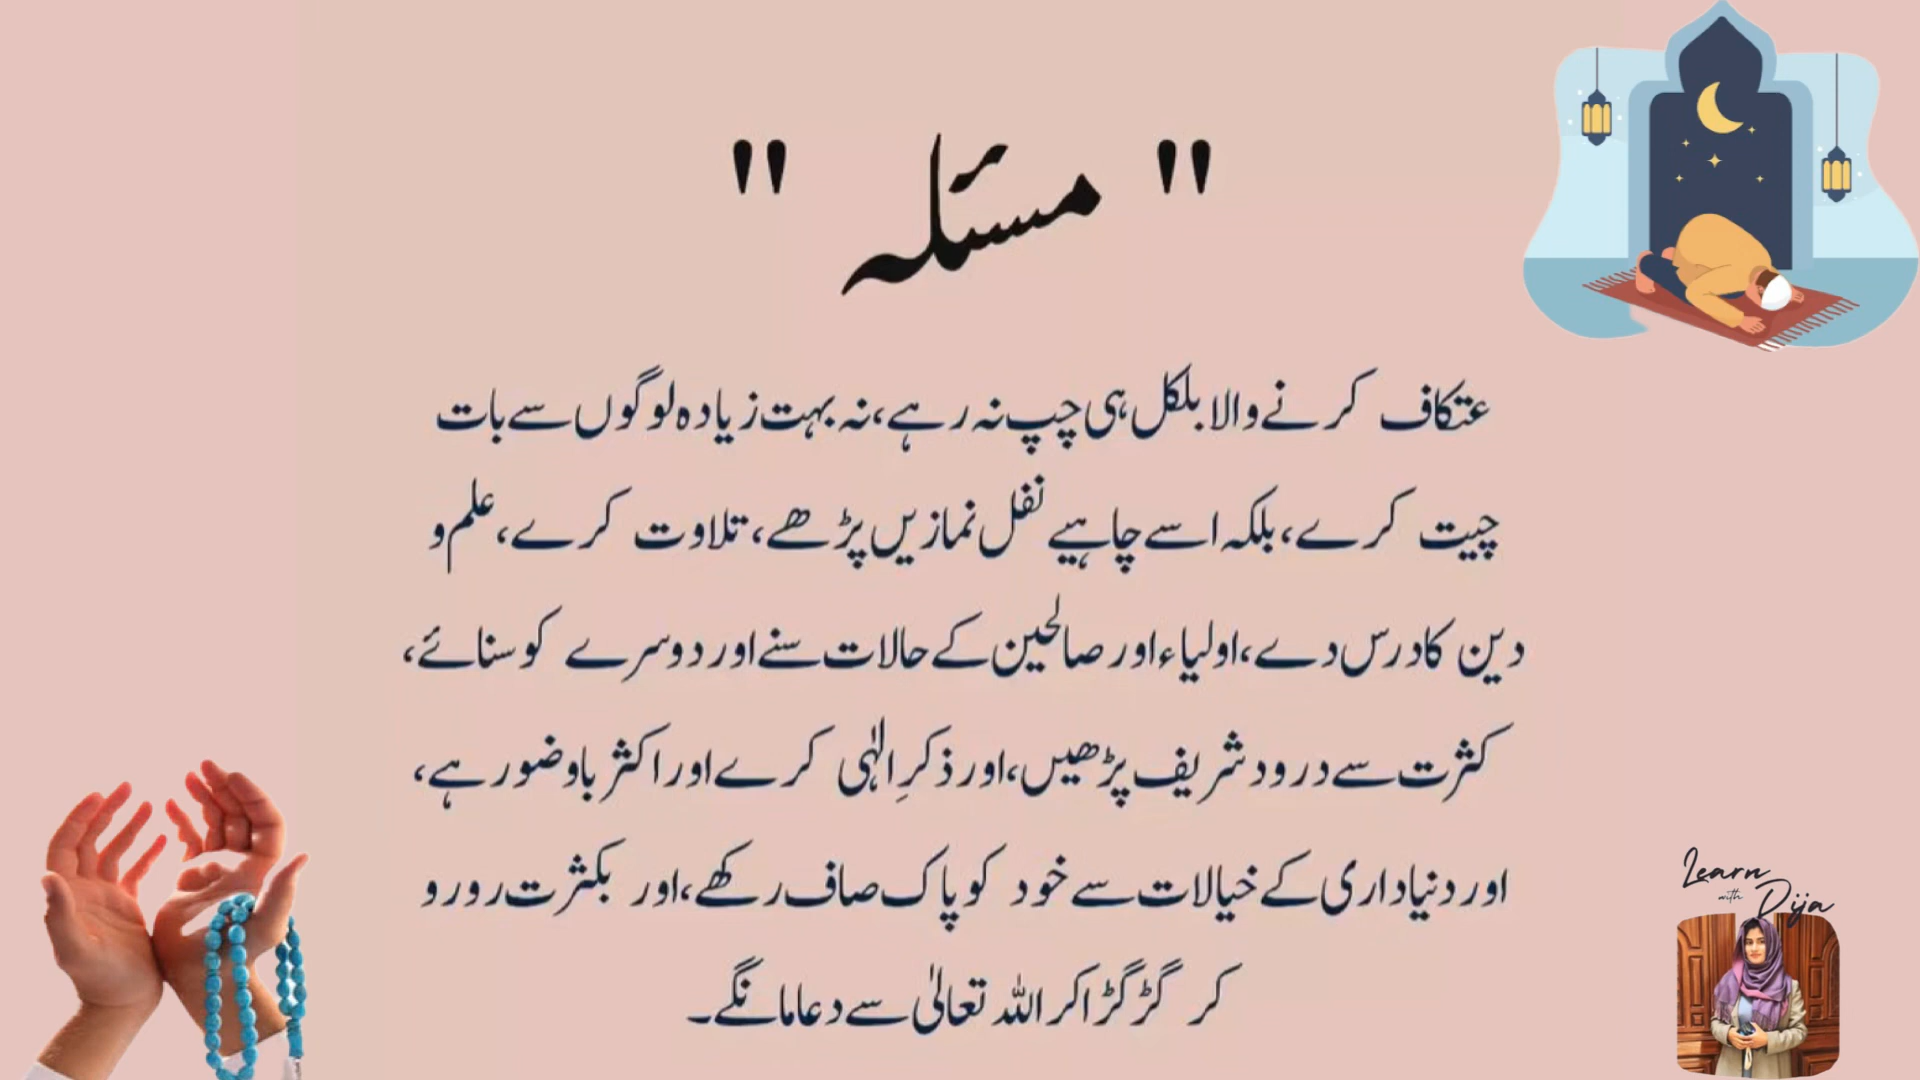 " مسئلہ "
عتکاف کرنے والا بلکل ہی چپ نہ رہے، نہ بہت زیادہ لوگوں سے بات
چیت کرے، بلکہ اسے چاہیے نفل نمازیں پڑھے، تلاوت کرے، علم و
دین کا درس دے، اولیاء اور صالحین کے حالات سنے اور دوسرے کو سنائے،
کثرت سے درود شریف پڑھیں، اور ذکرِ الٰہی کرے اور اکثر باوضو رہے،
اور دنیاداری کے خیالات سے خود کو پاک صاف رکھے، اور بکثرت رو رو
کر گڑگڑا کر اللہ تعالیٰ سے دعا مانگے۔
Learn
with Dija